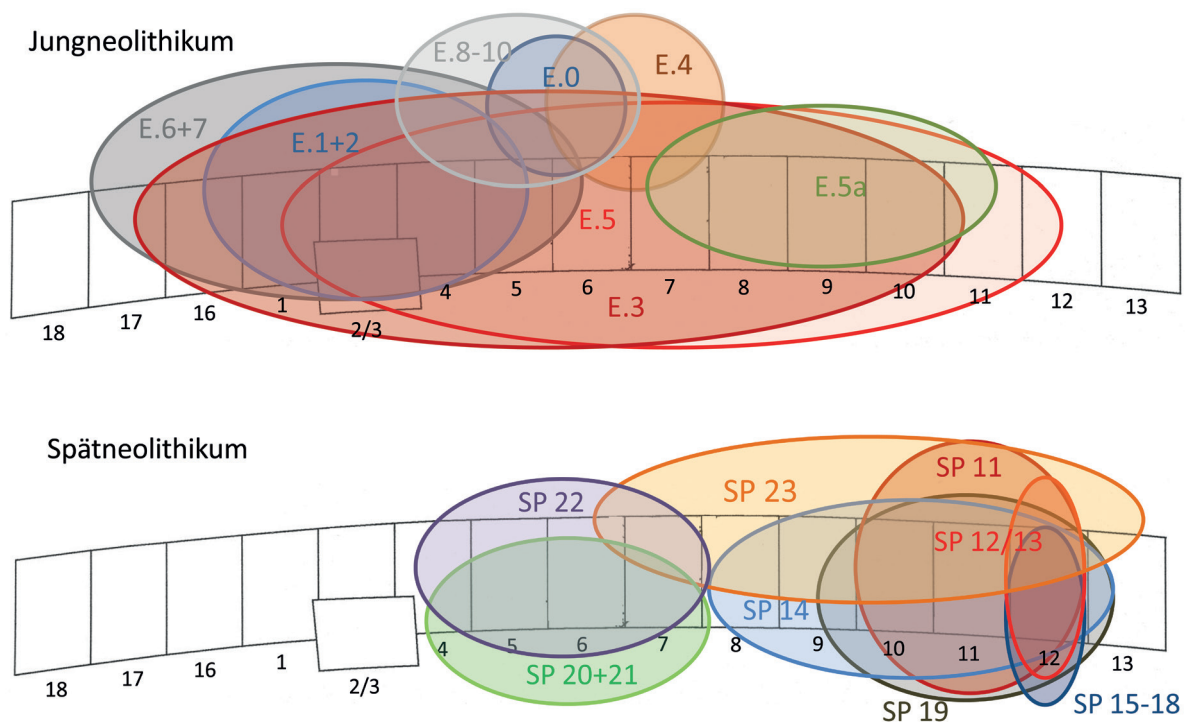 Jungneolithikum
E.8-10
E.0
E.4
E.6+7
E.1+2
E.5a
E.5
E.3
18
17
16
1
2/3
4
5
6
7
8
9
10
11
12
13
Spätneolithikum
SP 11
SP 23
SP 22
SP 12/13
SP 14
SP 20+21
SP 19
SP 15-18
18
17
16
1
2/3
4
5
6
7
8
9
10
11
12
13